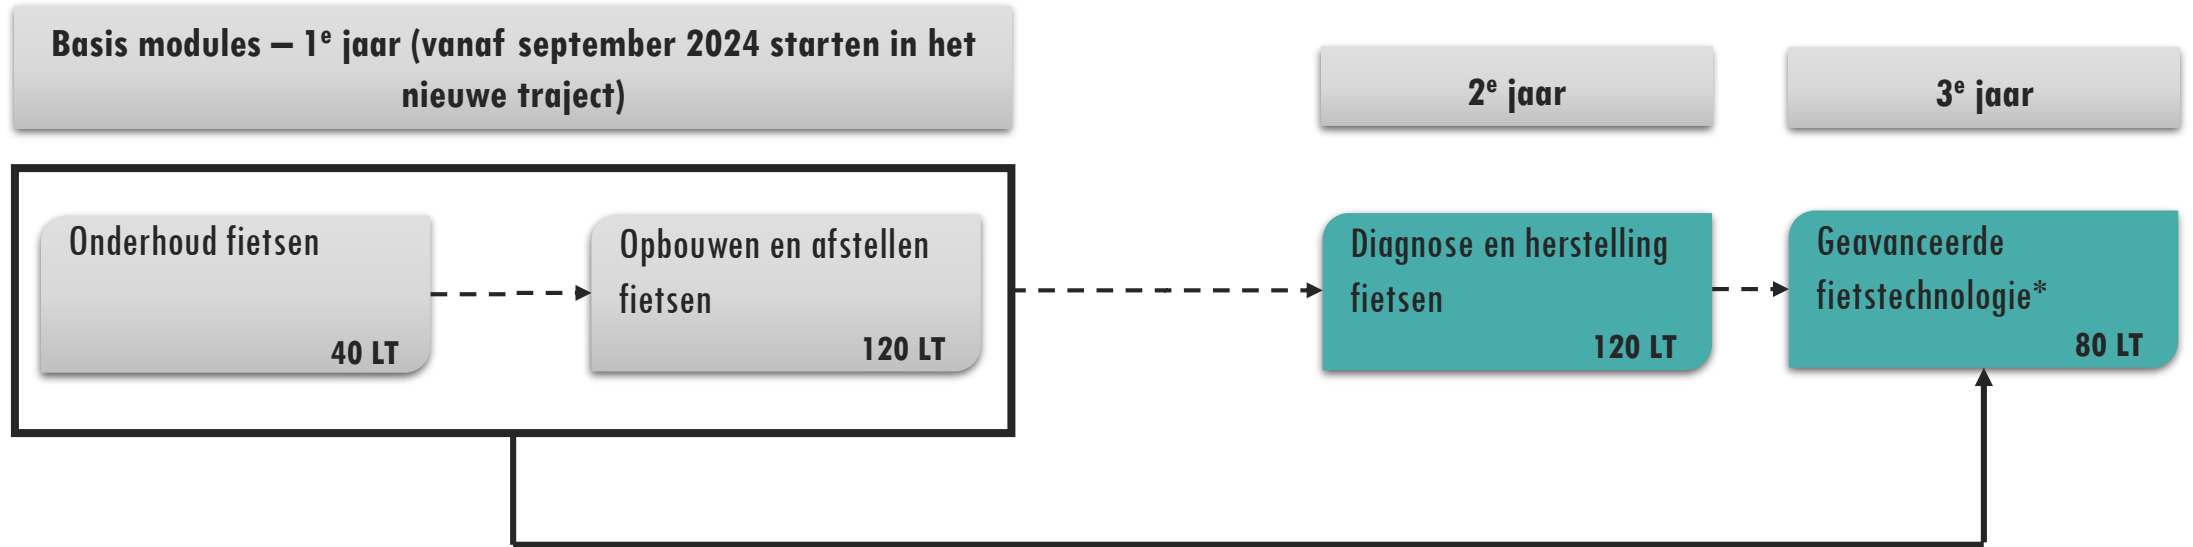 Basis modules – 1e jaar (vanaf september 2024 starten in het
nieuwe traject)
2e jaar
3e jaar
Onderhoud fietsen
40 LT
Opbouwen en afstellen
fietsen
120 LT
Diagnose en herstelling
fietsen
120 LT
Geavanceerde
fietstechnologie*
80 LT